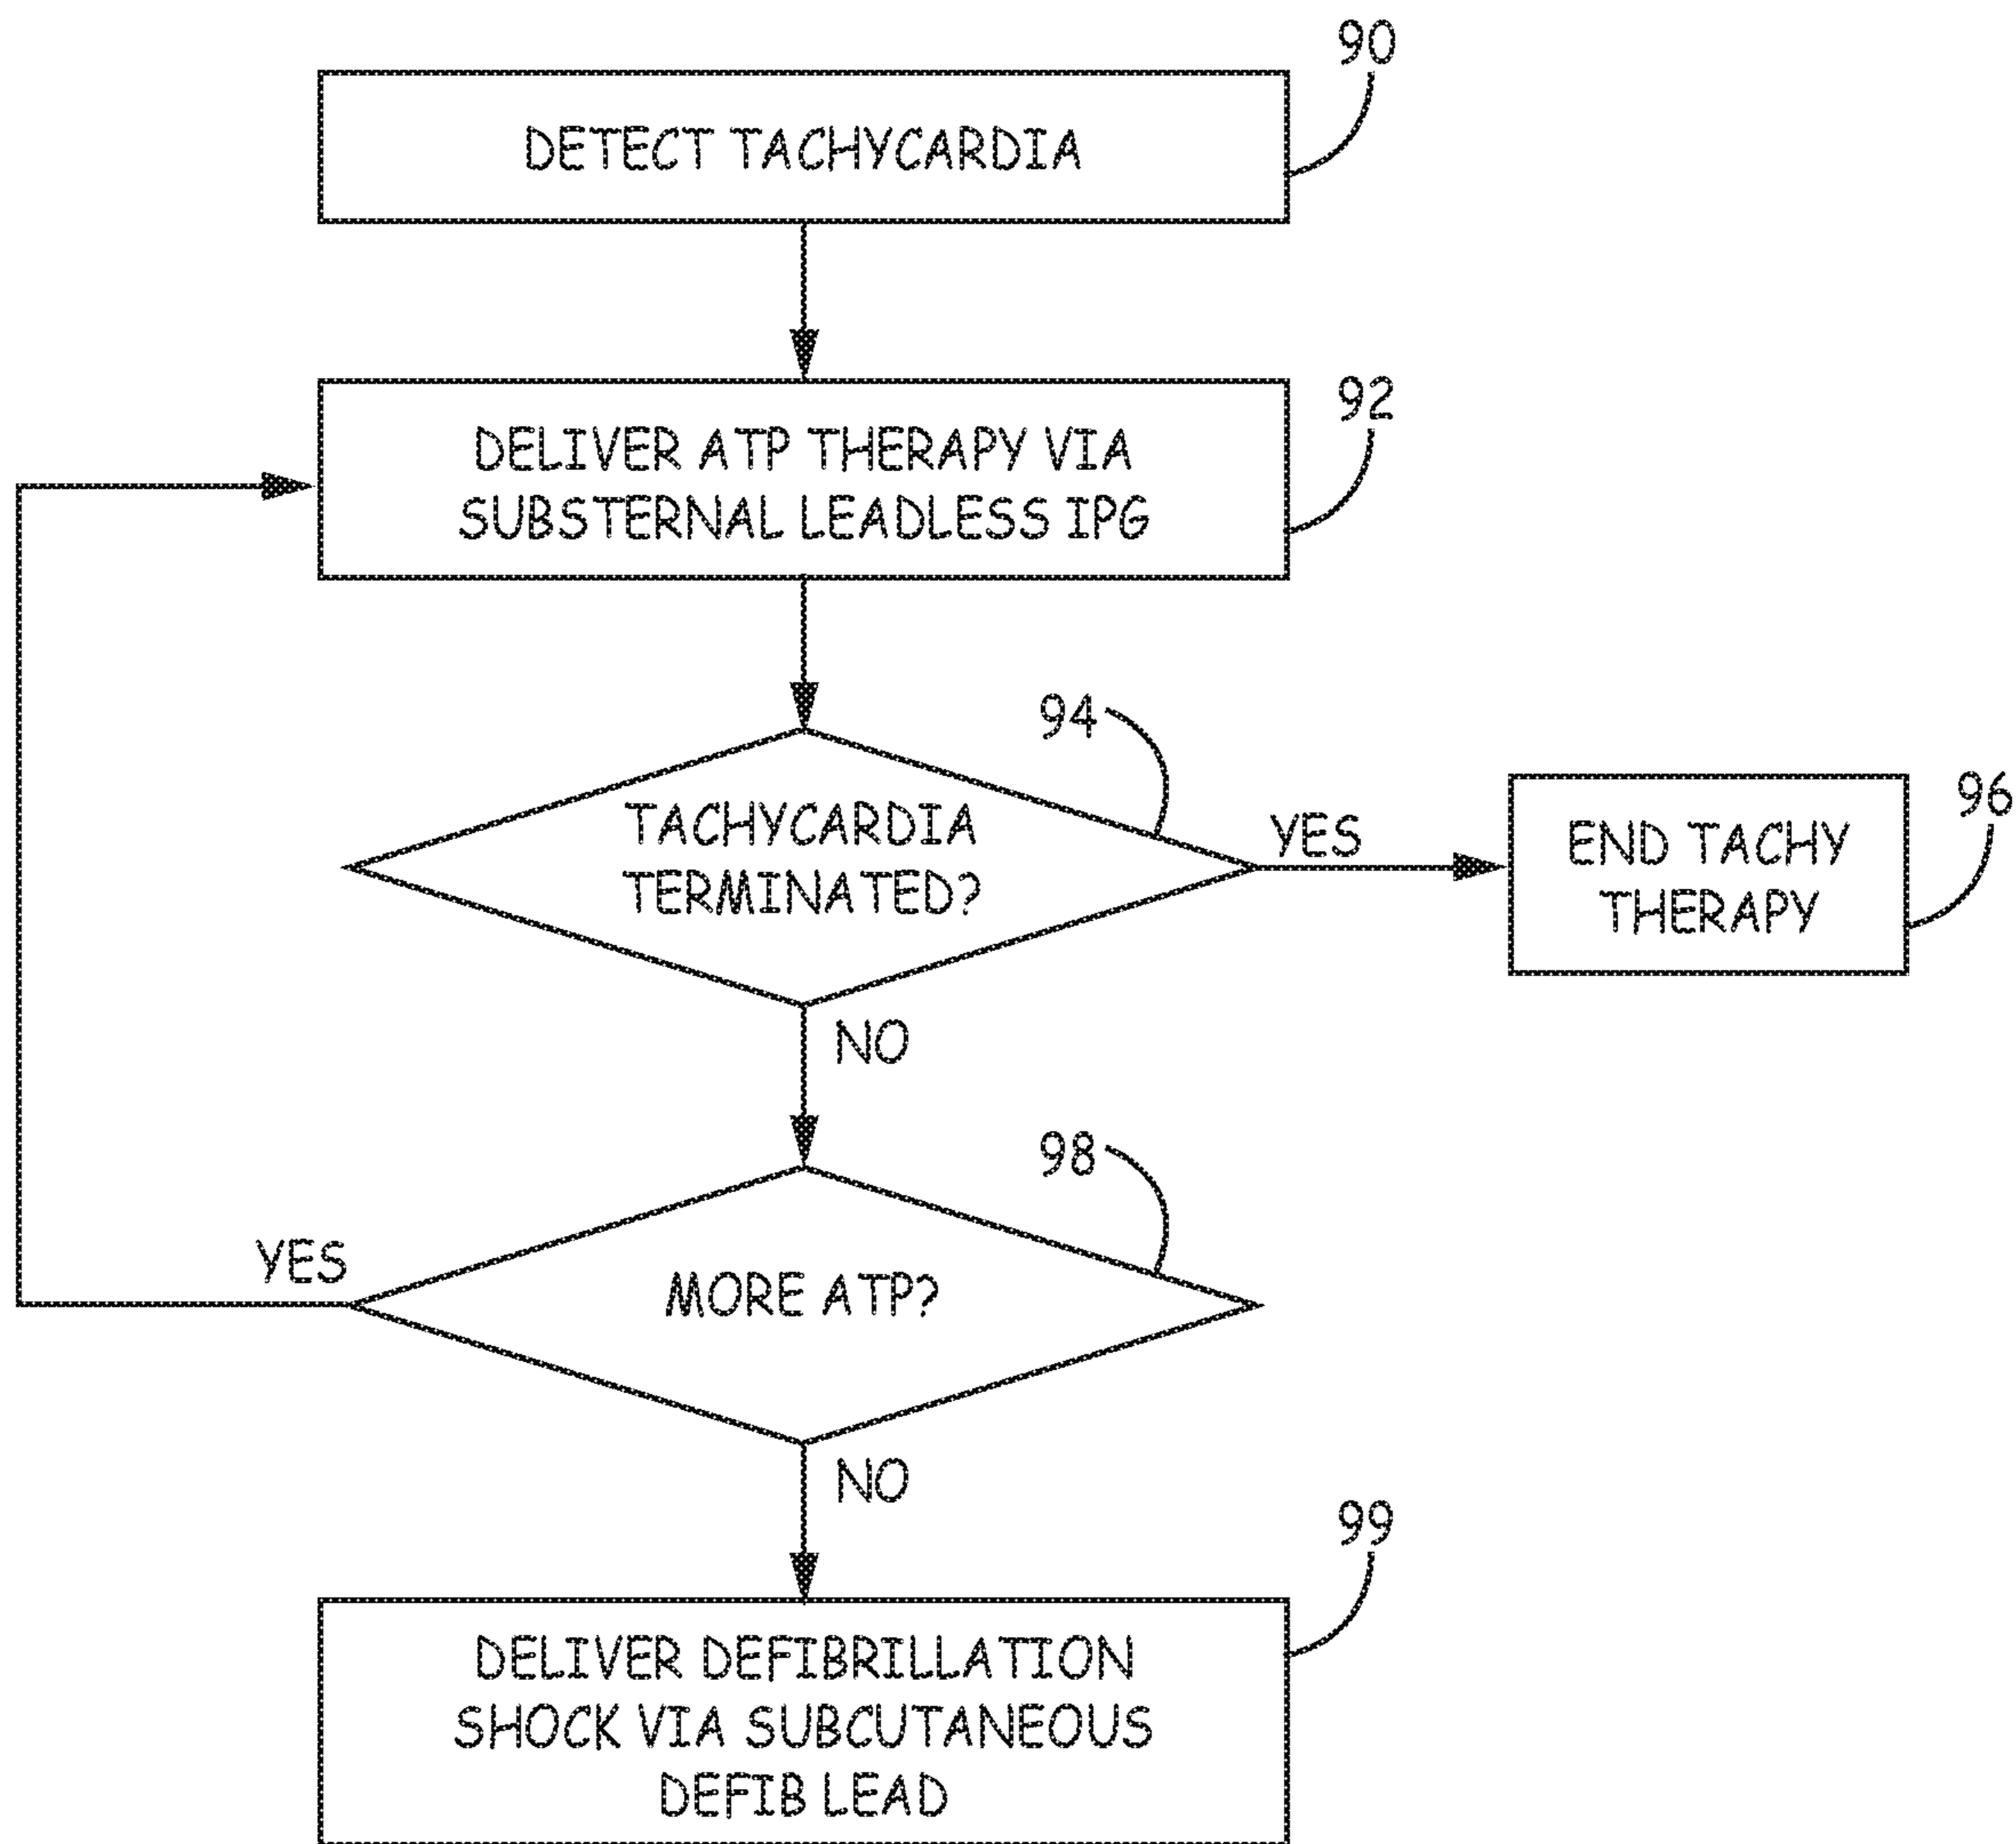 90
DETECT TACHYCARDIA
92
DELIVER ATP THERAPY VIA
SUBSTERNAL LEADLESS IPG
94
TACHYCARDIA
TERMINATED?
YES
96
END TACHY
THERAPY
NO
98
YES
MORE ATP?
NO
99
DELIVER DEFIBRILLATION
SHOCK VIA SUBCUTANEOUS
DEFIB LEAD